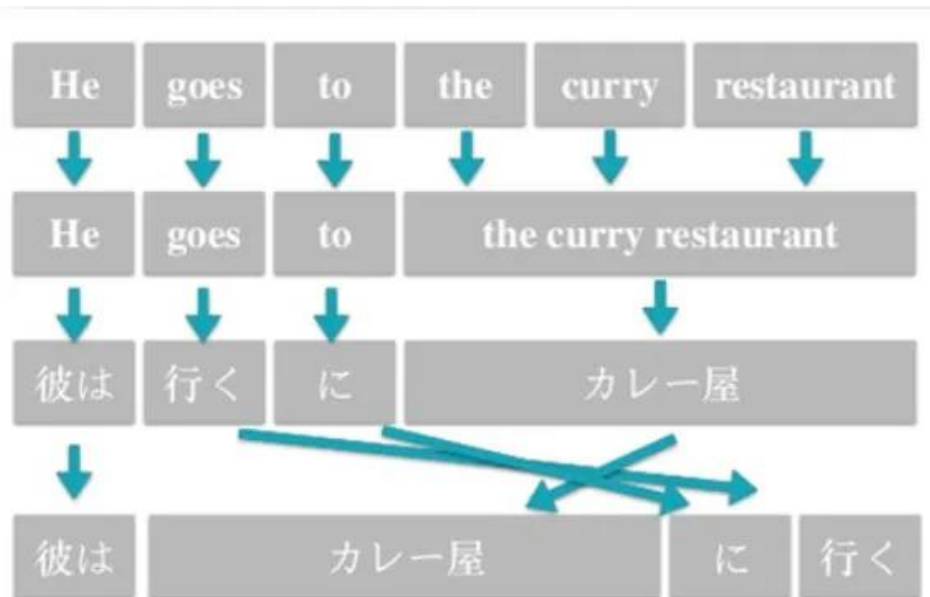 He goes to the curry restaurant
He goes to the curry restaurant
彼は 行く に カレー屋
彼は カレー屋 に 行く